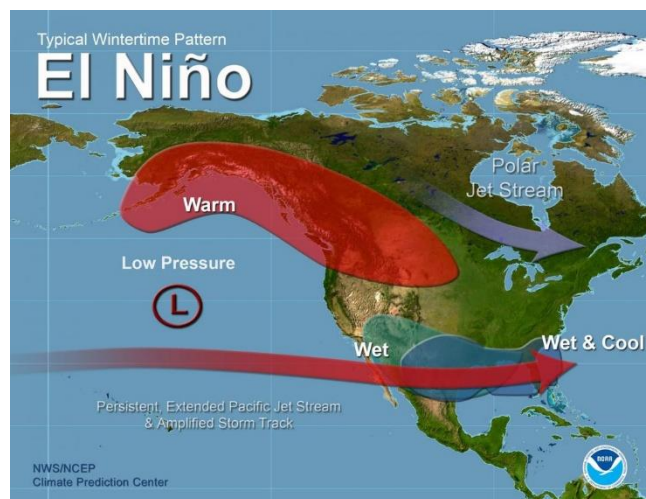 Typical Wintertime Pattern
El Niño
Polar
Jet Stream
Warm
Low Pressure
L
Wet
Wet & Cool
Persistent, Extended Pacific Jet Stream
& Amplified Storm Track
NWS/NCEP
Climate Prediction Center
NOAA